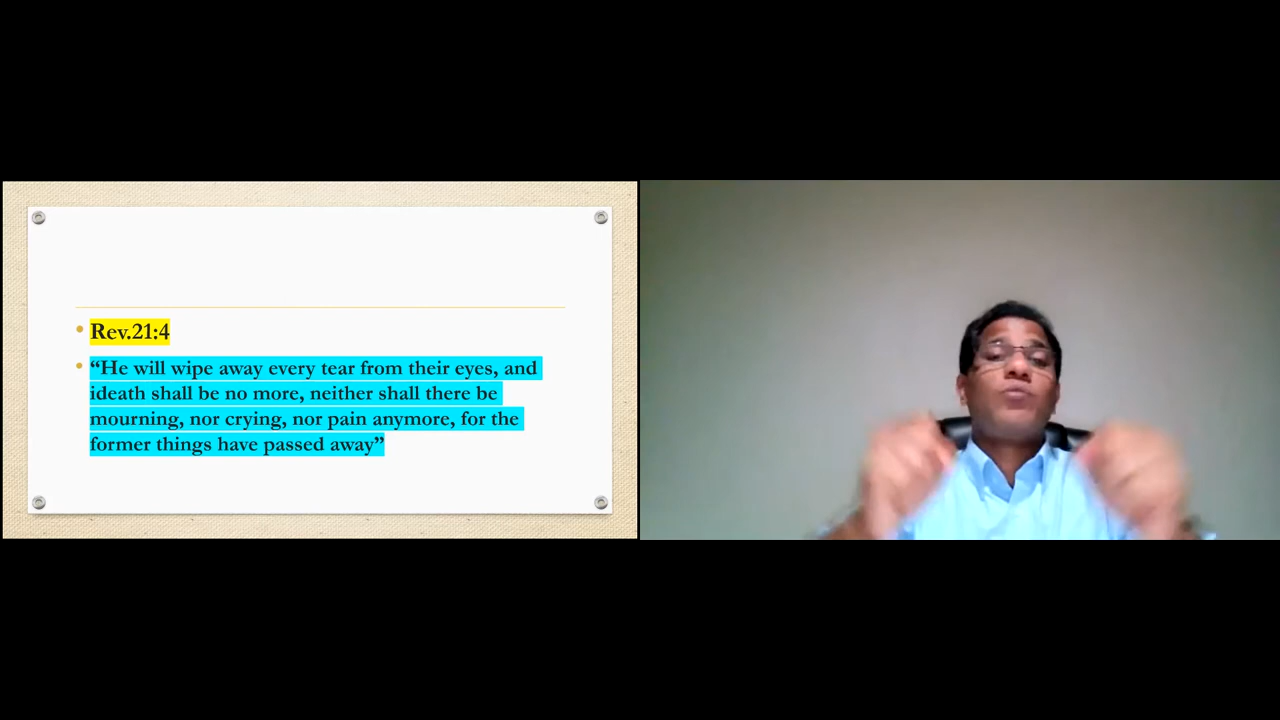 Rev.21:4
“He will wipe away every tear from their eyes, and
ideath shall be no more, neither shall there be
mourning, nor crying, nor pain anymore, for the
former things have passed away”